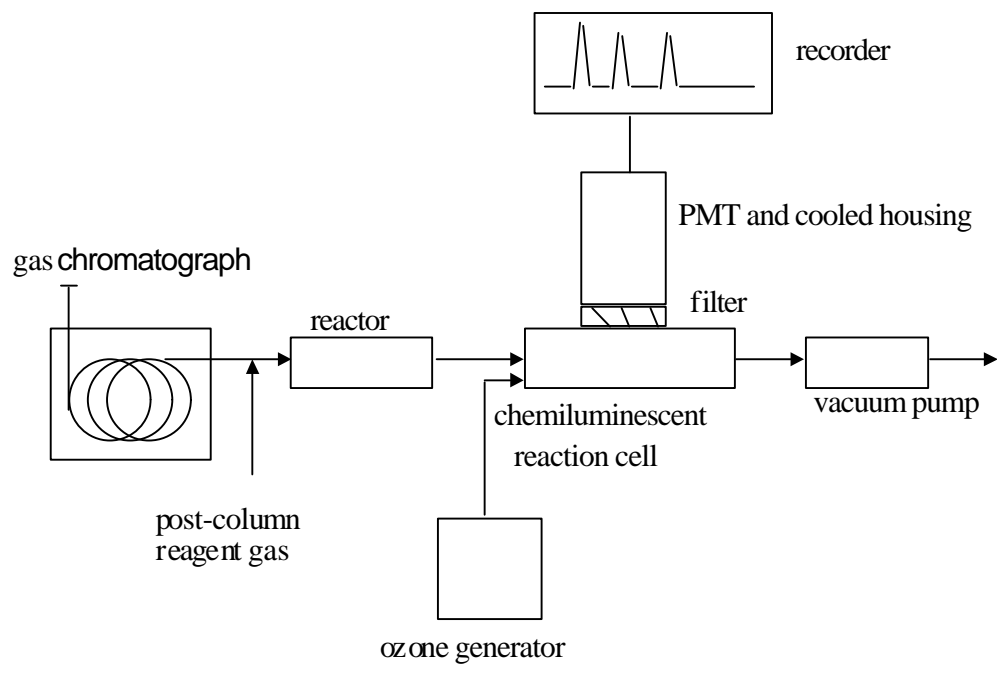 recorder
PMT and cooled housing
gas chromatograph
filter
reactor
vacuum pump
chemiluminescent
reaction cell
post-column
reagent gas
ozone generator